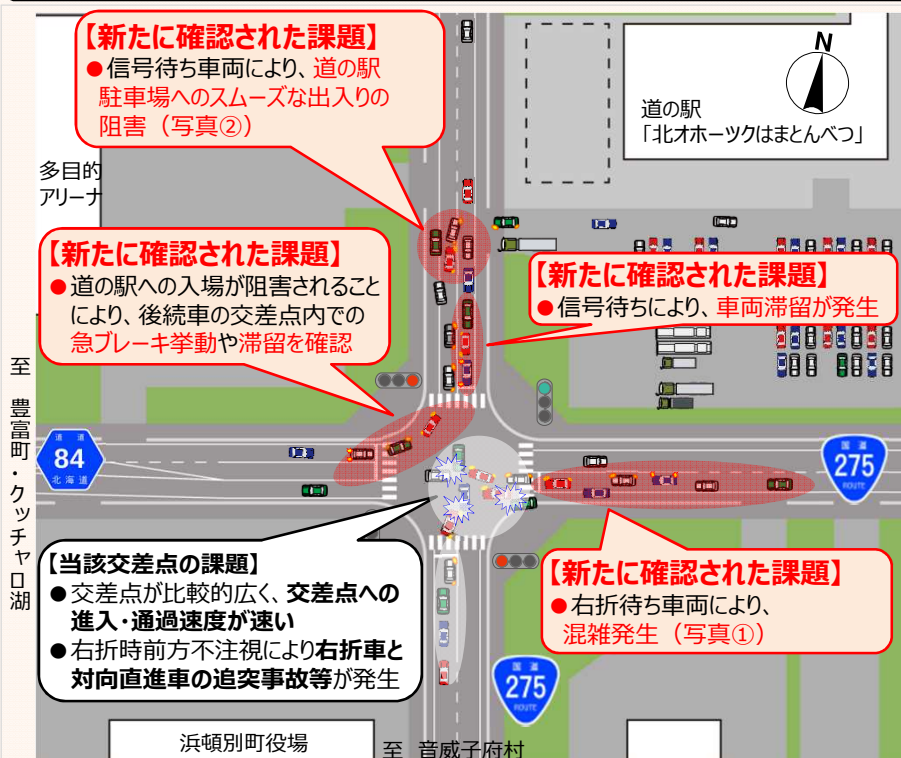 【新たに確認された課題】
●信号待ち車両により、道の駅
駐車場へのスムーズな出入りの
阻害（写真②）
N
道の駅
「北オホーツクはまとんべつ」
多目的
アリーナ
【新たに確認された課題】
●道の駅への入場が阻害されること
により、後続車の交差点内での
急ブレーキ挙動や滞留を確認
【新たに確認された課題】
●信号待ちにより、車両滞留が発生
至 豊富町・クッチャロ湖
道道
84
北海道
国道
275
ROUTE
【当該交差点の課題】
●交差点が比較的広く、交差点への
進入・通過速度が速い
●右折時前方不注視により右折車と
対向直進車の追突事故等が発生
【新たに確認された課題】
●右折待ち車両により、
混雑発生（写真①）
国道
275
ROUTE
浜頓別町役場
至 音威子府村